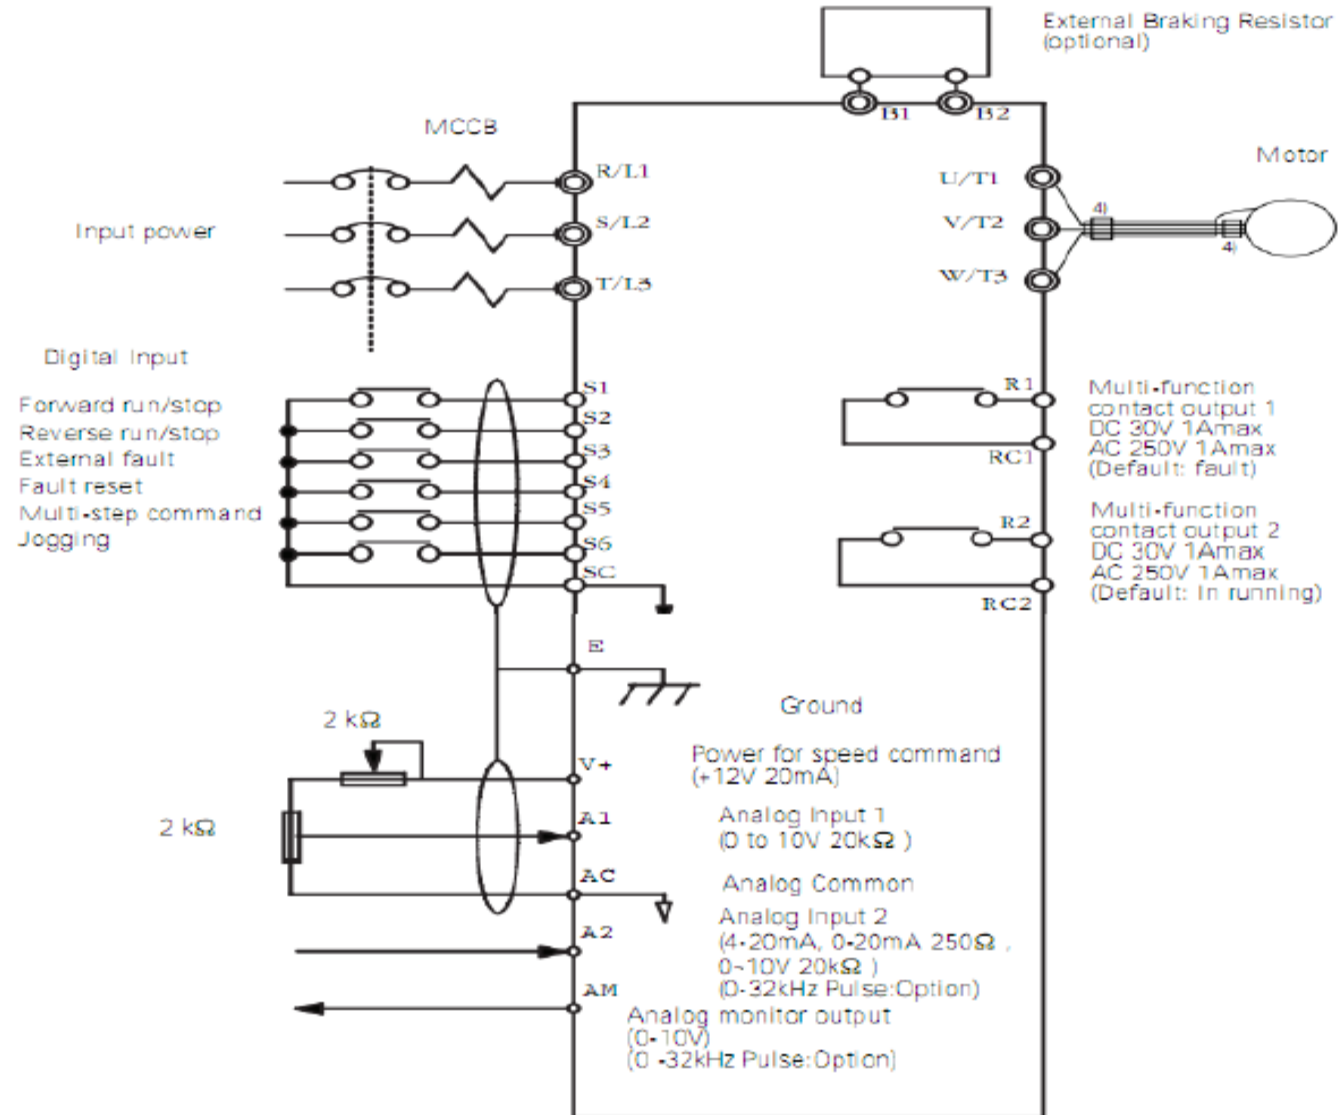 External Braking Resistor
(optional)
B1
B2
MCCB
Motor
R/L1
U/T1
4)
Input power
S/L2
V/T2
4)
T/L3
W/T3
Digital Input
Forward run/stop
Reverse run/stop
External fault
Fault reset
Multi-step command
Jogging
S1
S2
S3
S4
S5
S6
SC
R1
RC1
Multi-function
contact output 1
DC 30V 1Amax
AC 250V 1Amax
(Default: fault)
R2
RC2
Multi-function
contact output 2
DC 30V 1Amax
AC 250V 1Amax
(Default: In running)
E
Ground
2 kΩ
V+
Power for speed command
(+12V 20mA)
2 kΩ
A1
Analog Input 1
(0 to 10V 20kΩ )
AC
Analog Common
A2
Analog Input 2
(4-20mA, 0-20mA 250Ω ,
0~10V 20kΩ )
(0-32kHz Pulse:Option)
AM
Analog monitor output
(0-10V)
(0 -32kHz Pulse:Option)